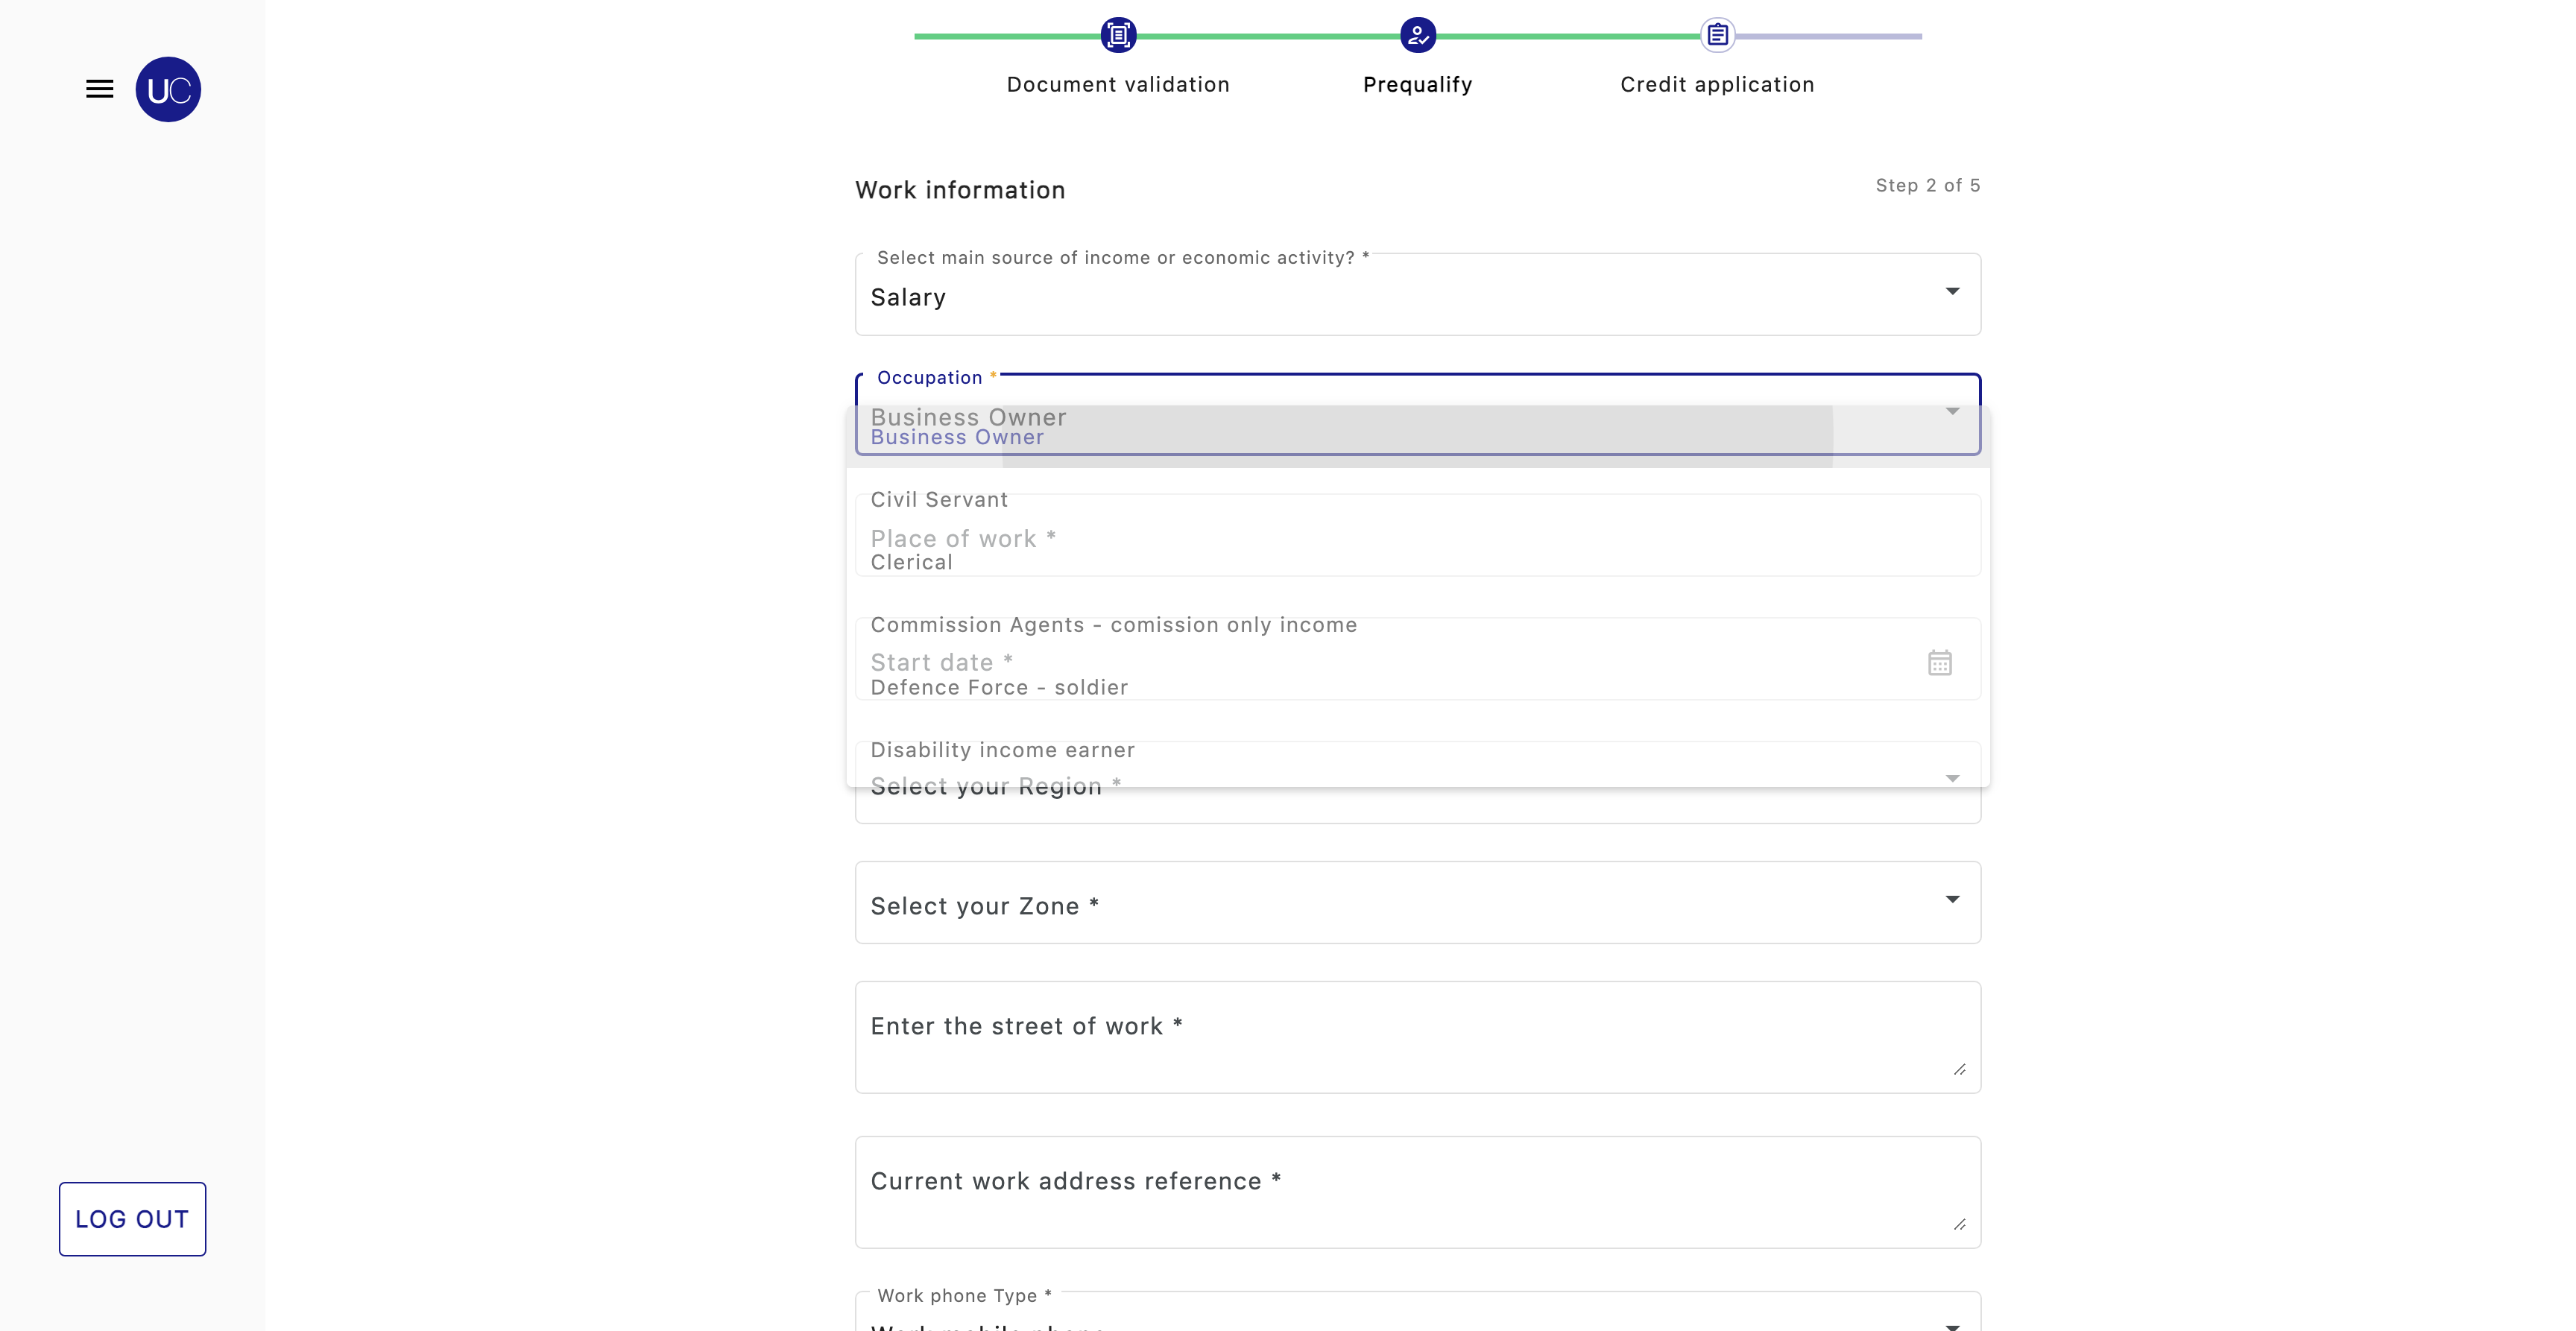 UC
Document validation
Prequalify
Credit application
Work information
Step 2 of 5
Select main source of income or economic activity? *
Salary
Occupation *
Business Owner
Business Owner
Civil Servant
Place of work *
Clerical
Commission Agents - comission only income
Start date *
Defence Force - soldier
Disability income earner
Select your Region *
Select your Zone *
Enter the street of work *
Current work address reference *
LOG OUT
Work phone Type *
Work mobile phone